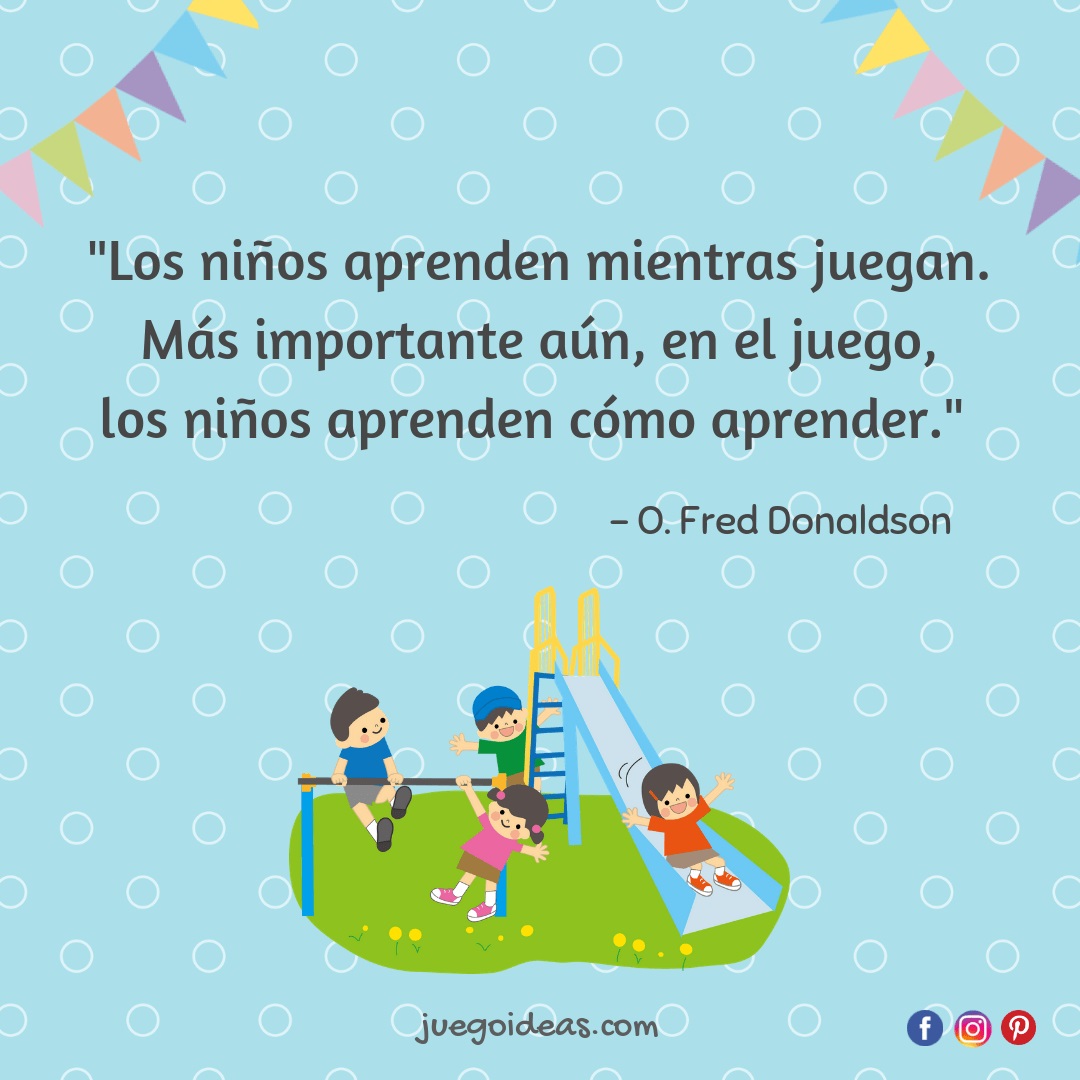 "Los niños aprenden mientras juegan.
Más importante aún, en el juego,
los niños aprenden cómo aprender."
– O. Fred Donaldson
juegoideas.com